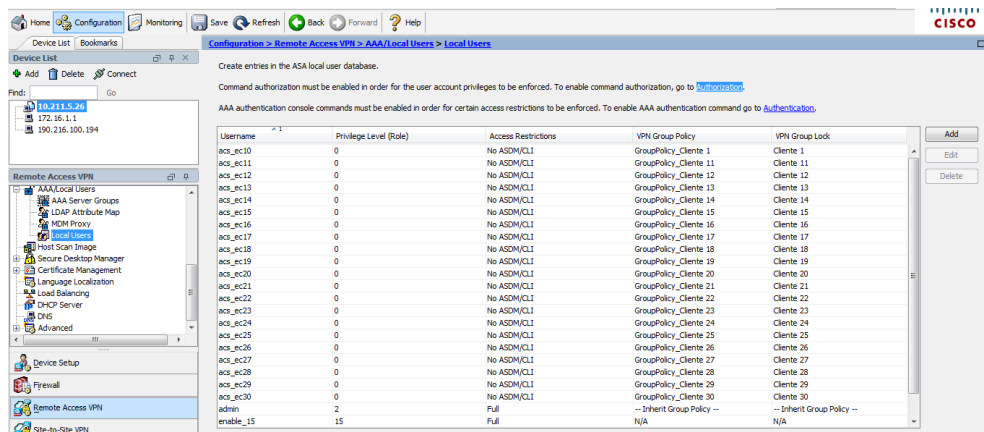 Home Configuration Monitoring Save Refresh Back Forward Help
CISCO
Device List Bookmarks
Configuration > Remote Access VPN > AAA/Local Users > Local Users
Device List
Add Delete Connect
Find: Go
10.211.5.26
172.16.1.1
190.216.100.194
Remote Access VPN
AAA/Local Users
AAA Server Groups
LDAP Attribute Map
MDM Proxy
Local Users
Host Scan Image
Secure Desktop Manager
Certificate Management
Language Localization
Load Balancing
DHCP Server
DNS
Advanced
Device Setup
Firewall
Remote Access VPN
Site-to-Site VPN
Create entries in the ASA local user database.
Command authorization must be enabled in order for the user account privileges to be enforced. To enable command authorization, go to Authorization.
AAA authentication console commands must be enabled in order for certain access restrictions to be enforced. To enable AAA authentication command go to Authentication.
Username 1 Privilege Level (Role) Access Restrictions VPN Group Policy VPN Group Lock
acs_ec10 0 No ASDM/CLI GroupPolicy_Cliente 1 Cliente 1
acs_ec11 0 No ASDM/CLI GroupPolicy_Cliente 11 Cliente 11
acs_ec12 0 No ASDM/CLI GroupPolicy_Cliente 12 Cliente 12
acs_ec13 0 No ASDM/CLI GroupPolicy_Cliente 13 Cliente 13
acs_ec14 0 No ASDM/CLI GroupPolicy_Cliente 14 Cliente 14
acs_ec15 0 No ASDM/CLI GroupPolicy_Cliente 15 Cliente 15
acs_ec16 0 No ASDM/CLI GroupPolicy_Cliente 16 Cliente 16
acs_ec17 0 No ASDM/CLI GroupPolicy_Cliente 17 Cliente 17
acs_ec18 0 No ASDM/CLI GroupPolicy_Cliente 18 Cliente 18
acs_ec19 0 No ASDM/CLI GroupPolicy_Cliente 19 Cliente 19
acs_ec20 0 No ASDM/CLI GroupPolicy_Cliente 20 Cliente 20
acs_ec21 0 No ASDM/CLI GroupPolicy_Cliente 21 Cliente 21
acs_ec22 0 No ASDM/CLI GroupPolicy_Cliente 22 Cliente 22
acs_ec23 0 No ASDM/CLI GroupPolicy_Cliente 23 Cliente 23
acs_ec24 0 No ASDM/CLI GroupPolicy_Cliente 24 Cliente 24
acs_ec25 0 No ASDM/CLI GroupPolicy_Cliente 25 Cliente 25
acs_ec26 0 No ASDM/CLI GroupPolicy_Cliente 26 Cliente 26
acs_ec27 0 No ASDM/CLI GroupPolicy_Cliente 27 Cliente 27
acs_ec28 0 No ASDM/CLI GroupPolicy_Cliente 28 Cliente 28
acs_ec29 0 No ASDM/CLI GroupPolicy_Cliente 29 Cliente 29
acs_ec30 0 No ASDM/CLI GroupPolicy_Cliente 30 Cliente 30
admin 2 Full -- Inherit Group Policy -- -- Inherit Group Policy --
enable_15 15 Full N/A N/A
Add
Edit
Delete